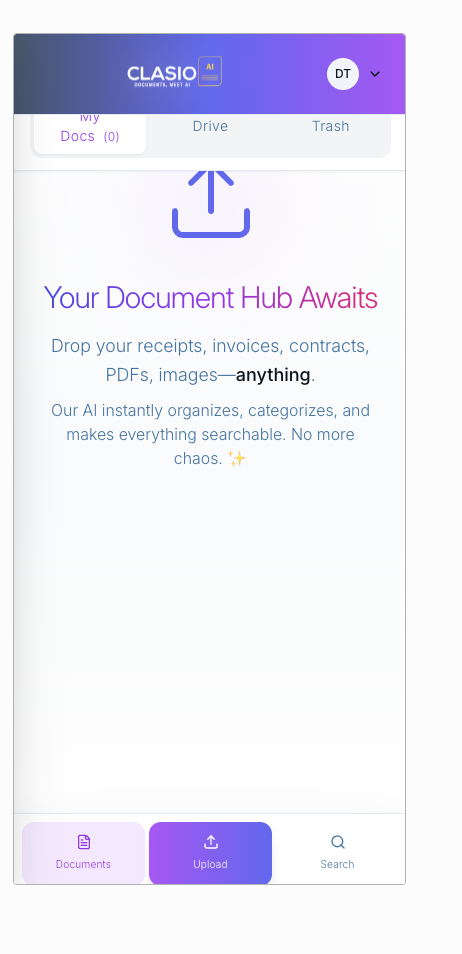 CLASIO
AI
DOCUMENTS, MEET AI
DT
My
Docs (0)
Drive
Trash
Your Document Hub Awaits
Drop your receipts, invoices, contracts,
PDFs, images—anything.
Our AI instantly organizes, categorizes, and
makes everything searchable. No more
chaos. ✨
Documents
Upload
Search